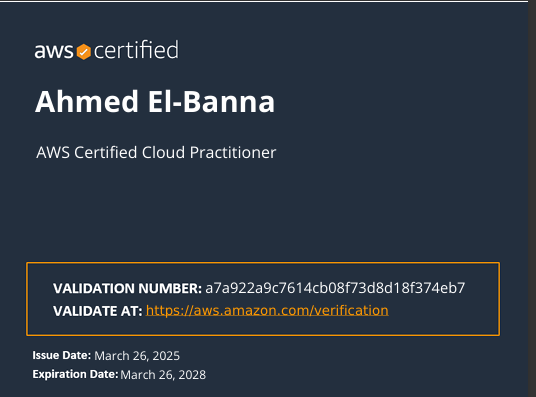 aws certified
Ahmed El-Banna
AWS Certified Cloud Practitioner
VALIDATION NUMBER: a7a922a9c7614cb08f73d8d18f374eb7
VALIDATE AT: https://aws.amazon.com/verification
Issue Date: March 26, 2025
Expiration Date: March 26, 2028